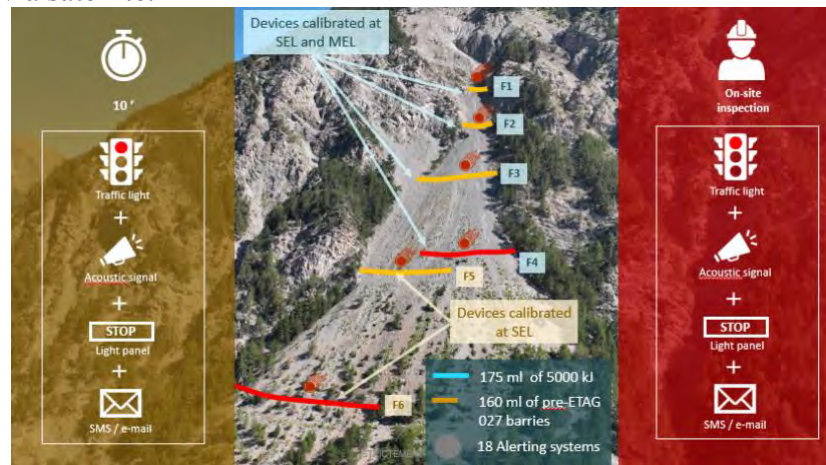 Devices calibrated at
SEL and MEL
10 ′
Traffic light
+
Acoustic signal
+
STOP
Light panel
+
SMS / e-mail
F1
F2
F3
F4
F5
F6
Devices calibrated
at SEL
175 ml of 5000 kJ
160 ml of pre-ETAG
027 barries
18 Alerting systems
On-site
inspection
Traffic light
+
Acoustic signal
+
STOP
Light panel
+
SMS / e-mail